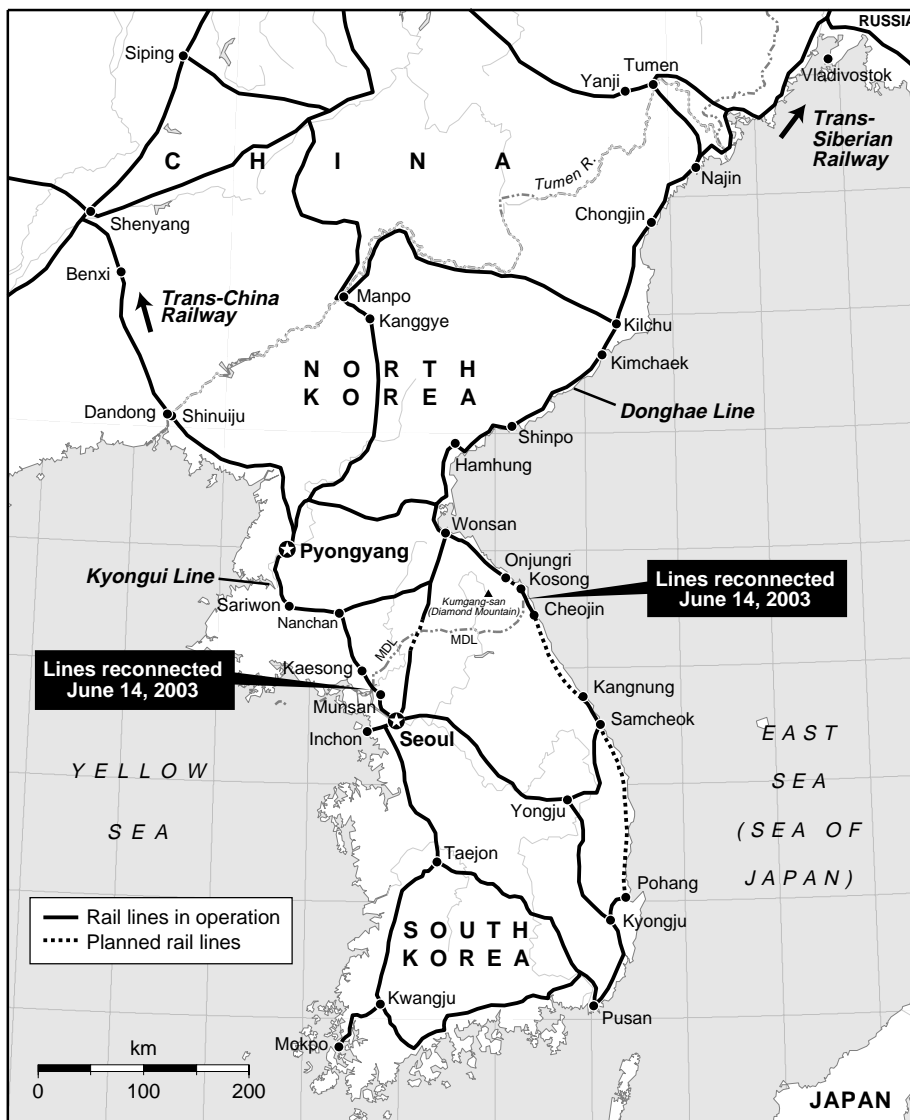 RUSSIA
Siping
Tumen
Yanji
Vladivostok
Trans-
Siberian
Railway
C H I N A
Tumen R.
Najin
Shenyang
Chongjin
Benxi
Trans-China
Railway
Manpo
Kanggye
Kilchu
Kimchaek
N O R T H
K O R E A
Dandong
Shinuiju
Donghae Line
Shinpo
Hamhung
Wonsan
Pyongyang
Onjungri
Kosong
Kyongui Line
Lines reconnected
June 14, 2003
Sariwon
Kumgang-san
(Diamond Mountain)
Cheojin
Nanchan
MDL
MDL
Kaesong
Lines reconnected
June 14, 2003
Munsan
Kangnung
Samcheok
Seoul
Inchon
E A S T
S E A
( S E A O F
J A P A N )
Y E L L O W
S E A
Yongju
Taejon
Pohang
Rail lines in operation
Planned rail lines
Kyongju
S O U T H
K O R E A
Kwangju
Pusan
Mokpo
km
0 100 200
JAPAN